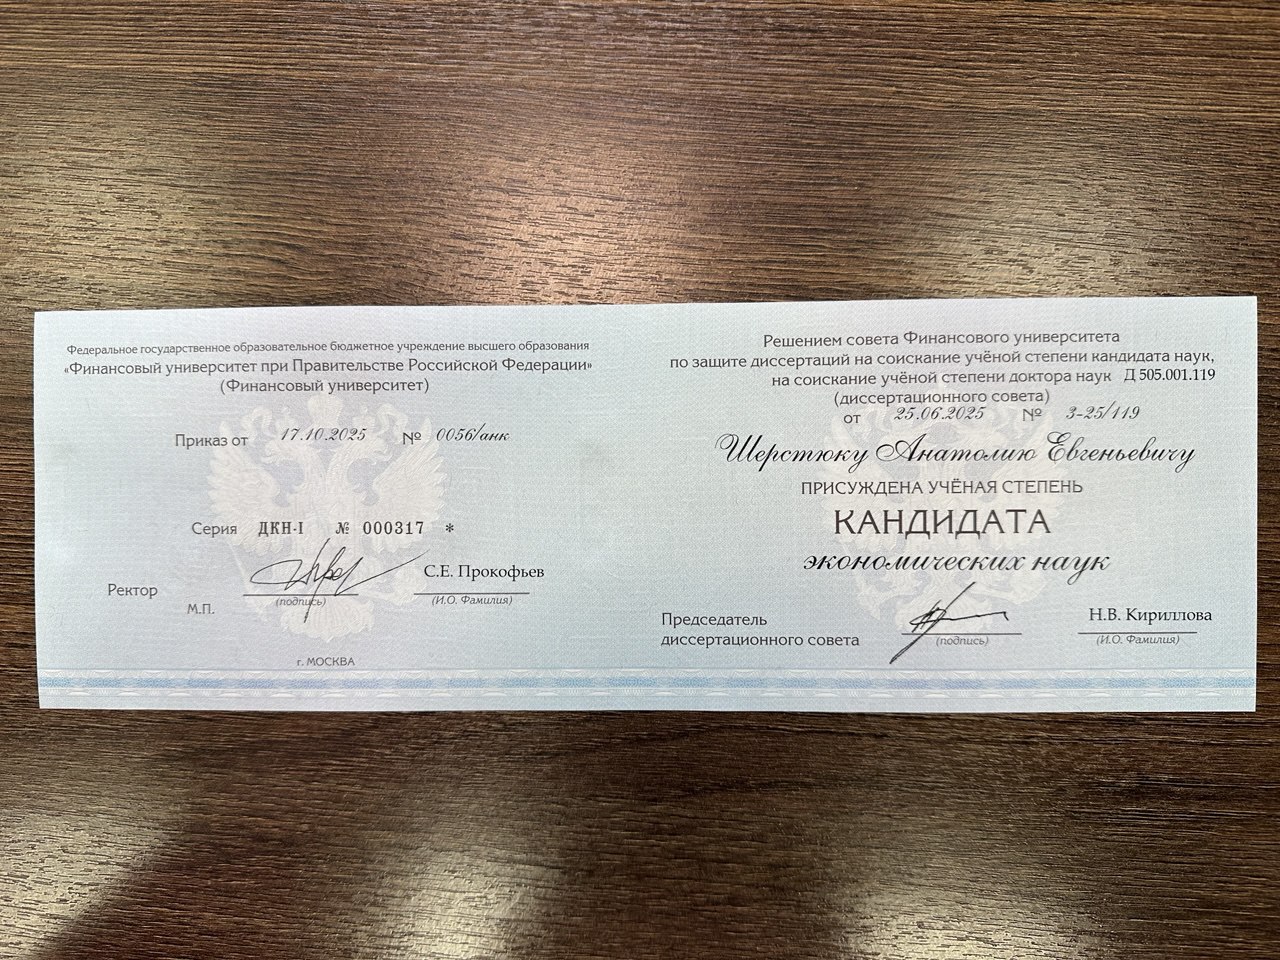 Федеральное государственное образовательное бюджетное учреждение высшего образования
«Финансовый университет при Правительстве Российской Федерации»
(Финансовый университет)
Приказ от 17.10.2025 № 0056/анк
Серия ДКН-I № 000317 *
Ректор
С.Е. Прокофьев
(подпись)
(И.О. Фамилия)
М.П.
г. МОСКВА
Решением совета Финансового университета
по защите диссертаций на соискание учёной степени кандидата наук,
на соискание учёной степени доктора наук Д 505.001.119
(диссертационного совета)
от 25.06.2025 № 3-25/119
Шерстюку Анатолию Евгеньевичу
ПРИСУЖДЕНА УЧЁНАЯ СТЕПЕНЬ
КАНДИДАТА
экономических наук
Председатель
диссертационного совета
Н.В. Кириллова
(подпись)
(И.О. Фамилия)